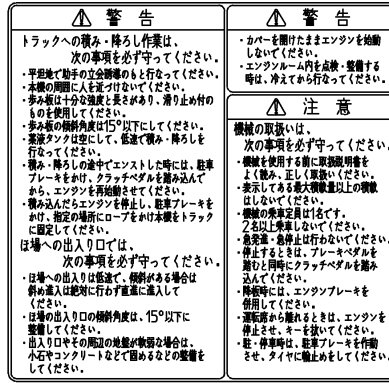 ⚠ 警告
トラックへの積み・降ろし作業は、
次の事項を必ず守ってください。
・平坦地で助手の立会誘導のもと行なってください。
・本機の周囲に人を近づけないでください。
・歩み板は十分な強度と長さがあり、滑り止め付の
ものを使用してください。
・歩み板の傾斜角度は15°以下にしてください。
・薬液タンクは空にして、低速で積み・降ろしを
行なってください。
・積み・降ろしの途中でエンストした時には、駐車
ブレーキをかけ、クラッチペダルを踏み込んで
から、エンジンを再始動させてください。
・積み込んだらエンジンを停止し、駐車ブレーキを
かけ、指定の場所にロープをかけ本機をトラック
に固定してください。
ほ場への出入り口では、
次の事項を必ず守ってください。
・ほ場への出入りは低速で、傾斜がある場合は
斜め進入は絶対に行わず直進に進入して
ください。
・ほ場の出入り口の傾斜角度は、15°以下に
整備してください。
・出入り口やその周辺の地盤が軟弱な場合は、
小石やコンクリートなどで固めるなどの整備を
してください。
⚠ 警告
・カバーを開けたままエンジンを始動
しないでください。
・エンジンルーム内を点検・整備する
時は、冷えてから行なってください。
⚠ 注意
機械の取扱いは、
次の事項を必ず守ってください。
・機械を使用する前に取扱説明書を
よく読み、正しく取扱いください。
・表示してある最大積載量以上の積載
はしないでください。
・機械の乗車定員は1名です。
2名以上乗車しないでください。
・急発進・急停止は行わないでください。
・停止するときは、ブレーキペダルを
踏むと同時にクラッチペダルを踏み
込んでください。
・降坂時には、エンジンブレーキを
併用してください。
・運転席から離れるときは、エンジンを
停止させ、キーを抜いてください。
・駐・停車時は、駐車ブレーキを作動
させ、タイヤに輪止めをしてください。